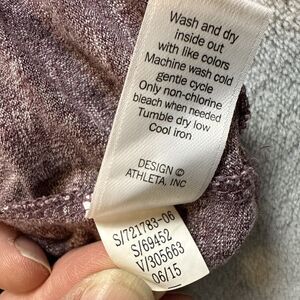 Wash and dry
inside out
with like colors
Machine wash cold
gentle cycle
Only non-chlorine
bleach when needed
Tumble dry low
Cool iron
DESIGN ©
ATHLETA, INC
S/721783-06
S/69452
V/305663
06/15